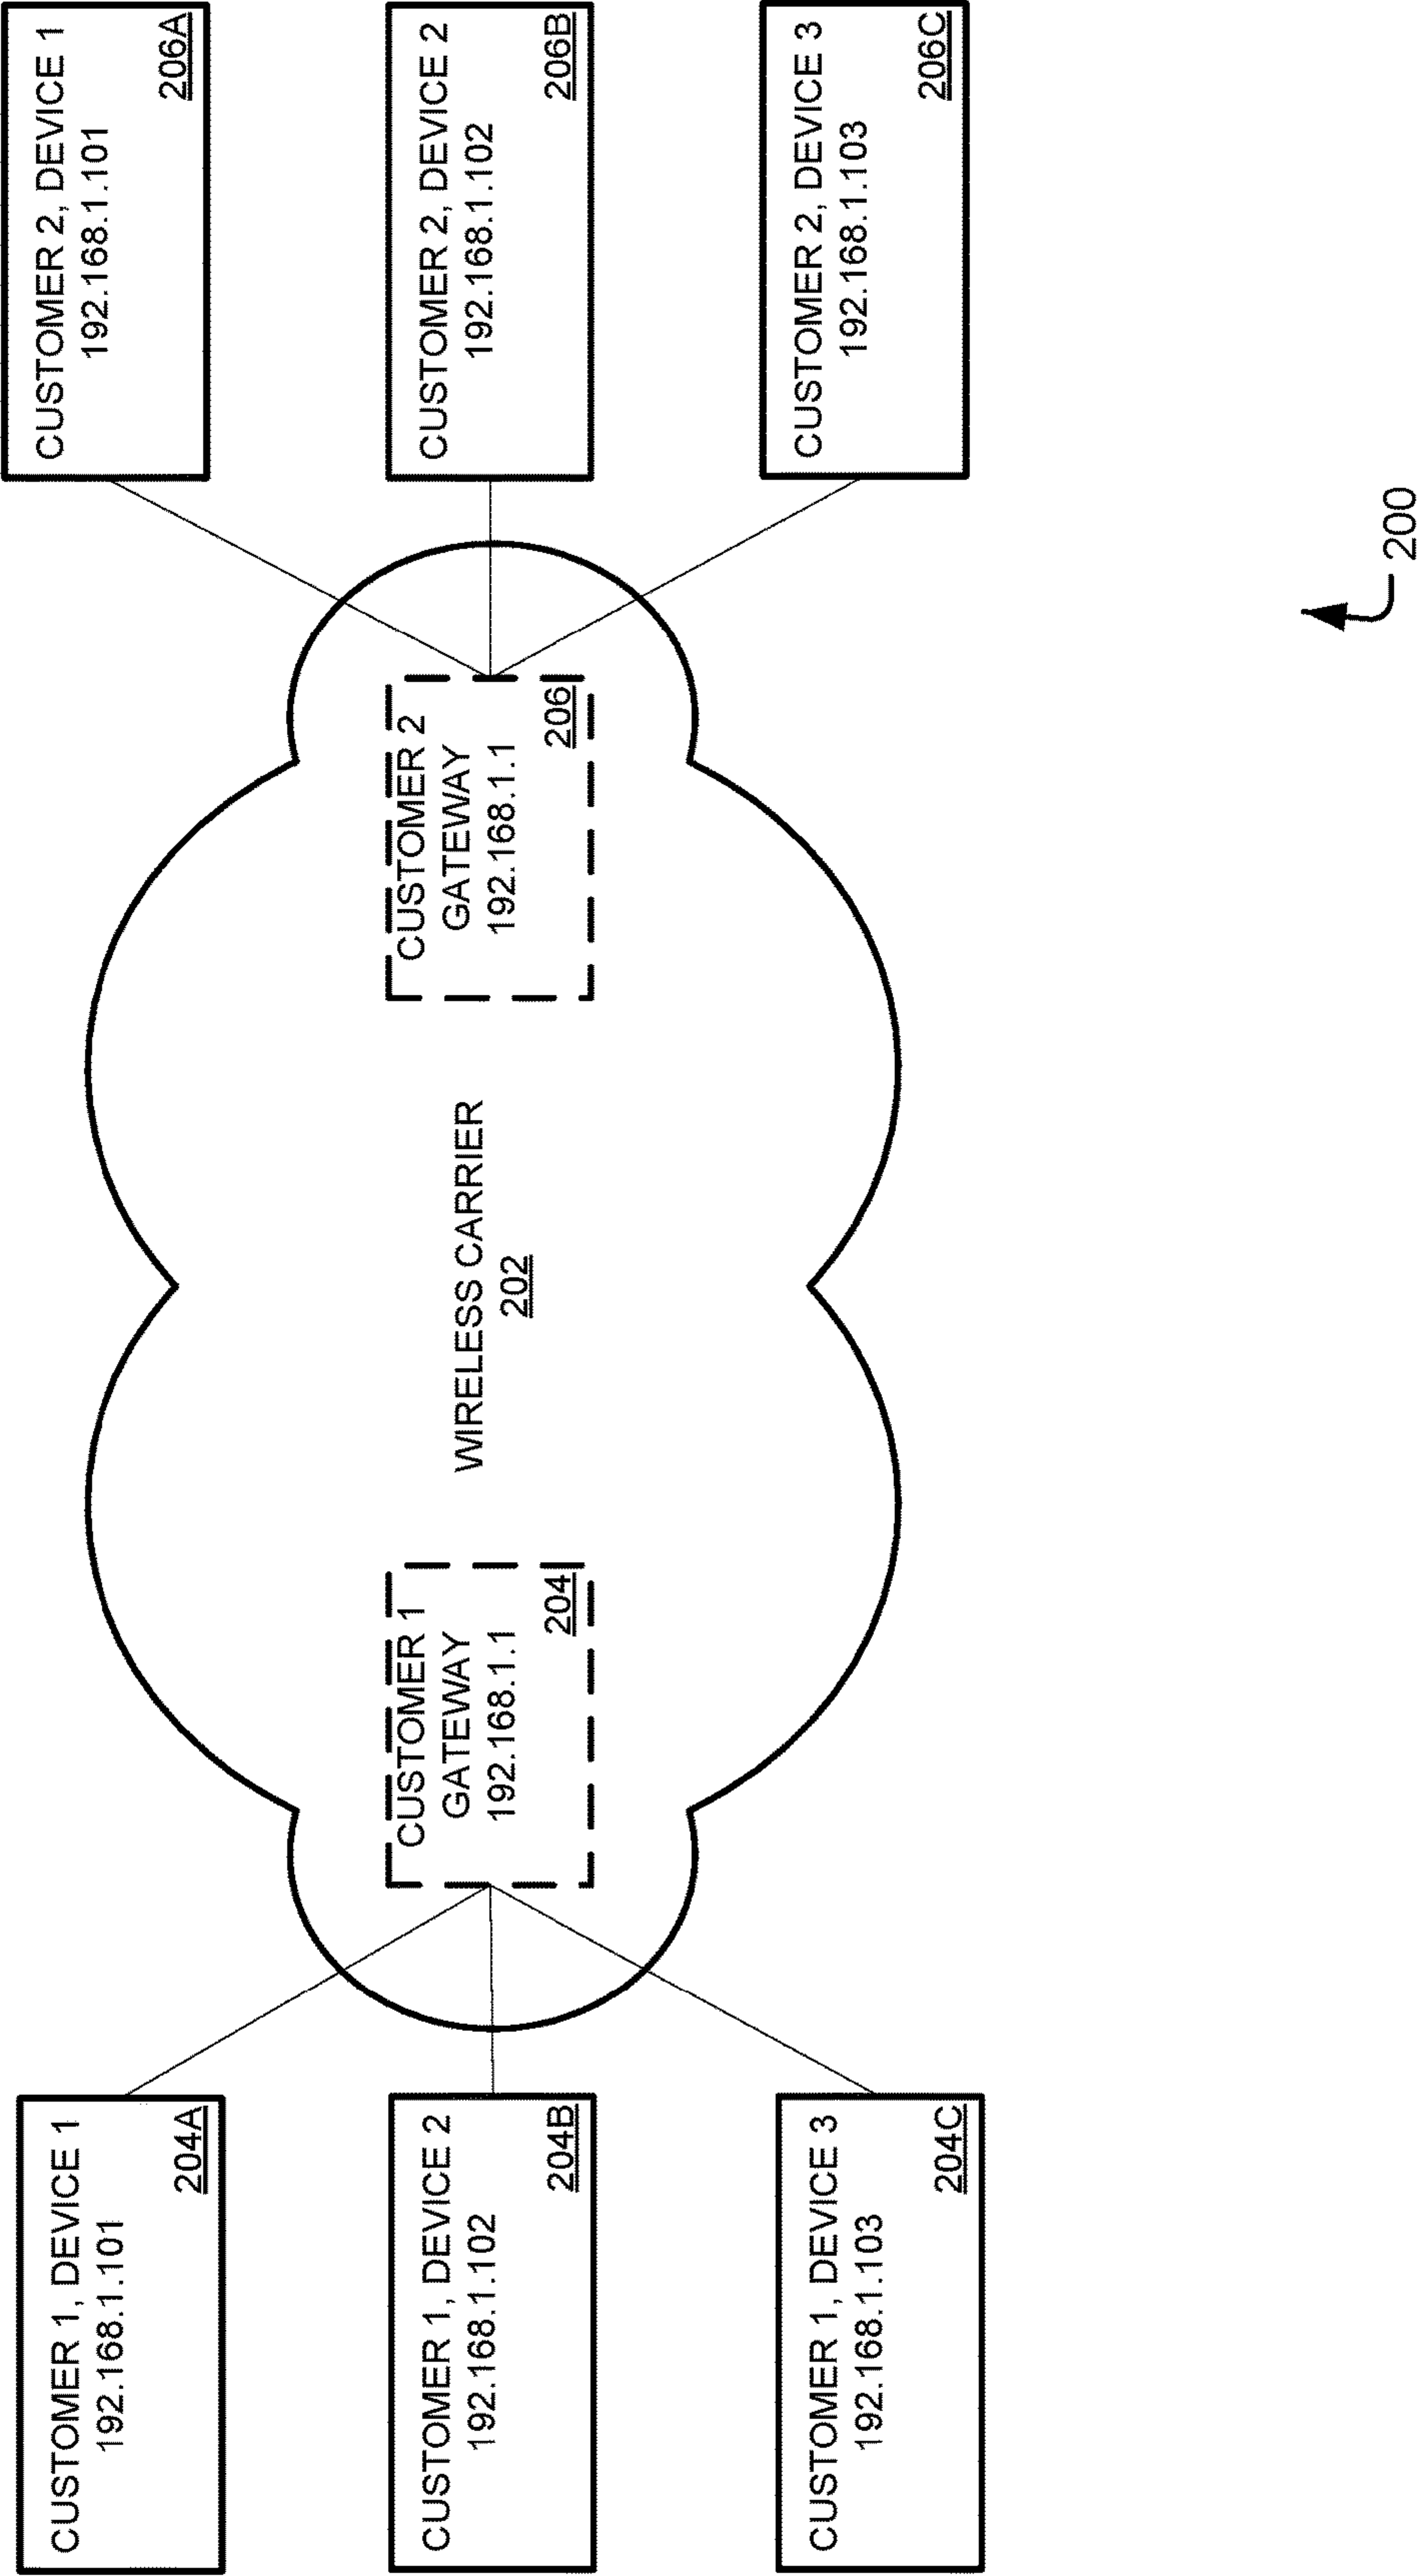 CUSTOMER 1, DEVICE 1
192.168.1.101
204A
CUSTOMER 1, DEVICE 2
192.168.1.102
204B
CUSTOMER 1, DEVICE 3
192.168.1.103
204C
CUSTOMER 1
GATEWAY
192.168.1.1
204
WIRELESS CARRIER
202
CUSTOMER 2
GATEWAY
192.168.1.1
206
CUSTOMER 2, DEVICE 1
192.168.1.101
206A
CUSTOMER 2, DEVICE 2
192.168.1.102
206B
CUSTOMER 2, DEVICE 3
192.168.1.103
206C
200